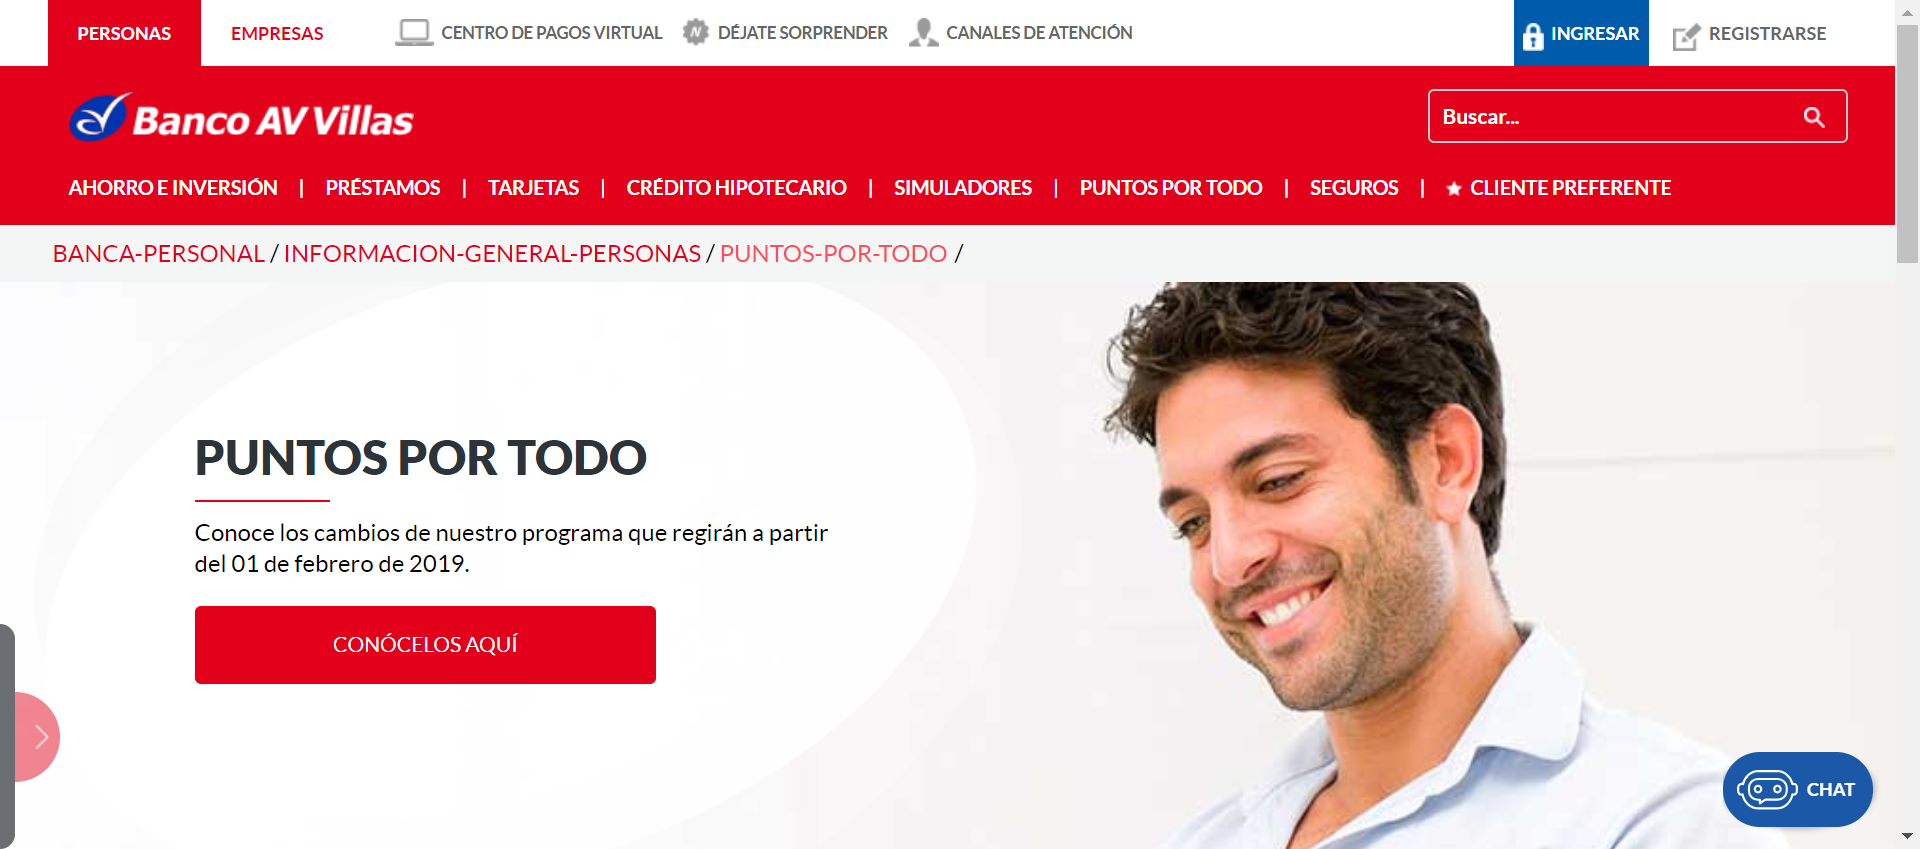 PERSONAS
EMPRESAS
CENTRO DE PAGOS VIRTUAL
DÉJATE SORPRENDER
CANALES DE ATENCIÓN
INGRESAR
REGISTRARSE
Banco AV Villas
Buscar...
AHORRO E INVERSIÓN | PRÉSTAMOS | TARJETAS | CRÉDITO HIPOTECARIO | SIMULADORES | PUNTOS POR TODO | SEGUROS | CLIENTE PREFERENTE
BANCA-PERSONAL / INFORMACION-GENERAL-PERSONAS / PUNTOS-POR-TODO /
PUNTOS POR TODO
Conoce los cambios de nuestro programa que regirán a partir
del 01 de febrero de 2019.
CONÓCELOS AQUÍ
CHAT